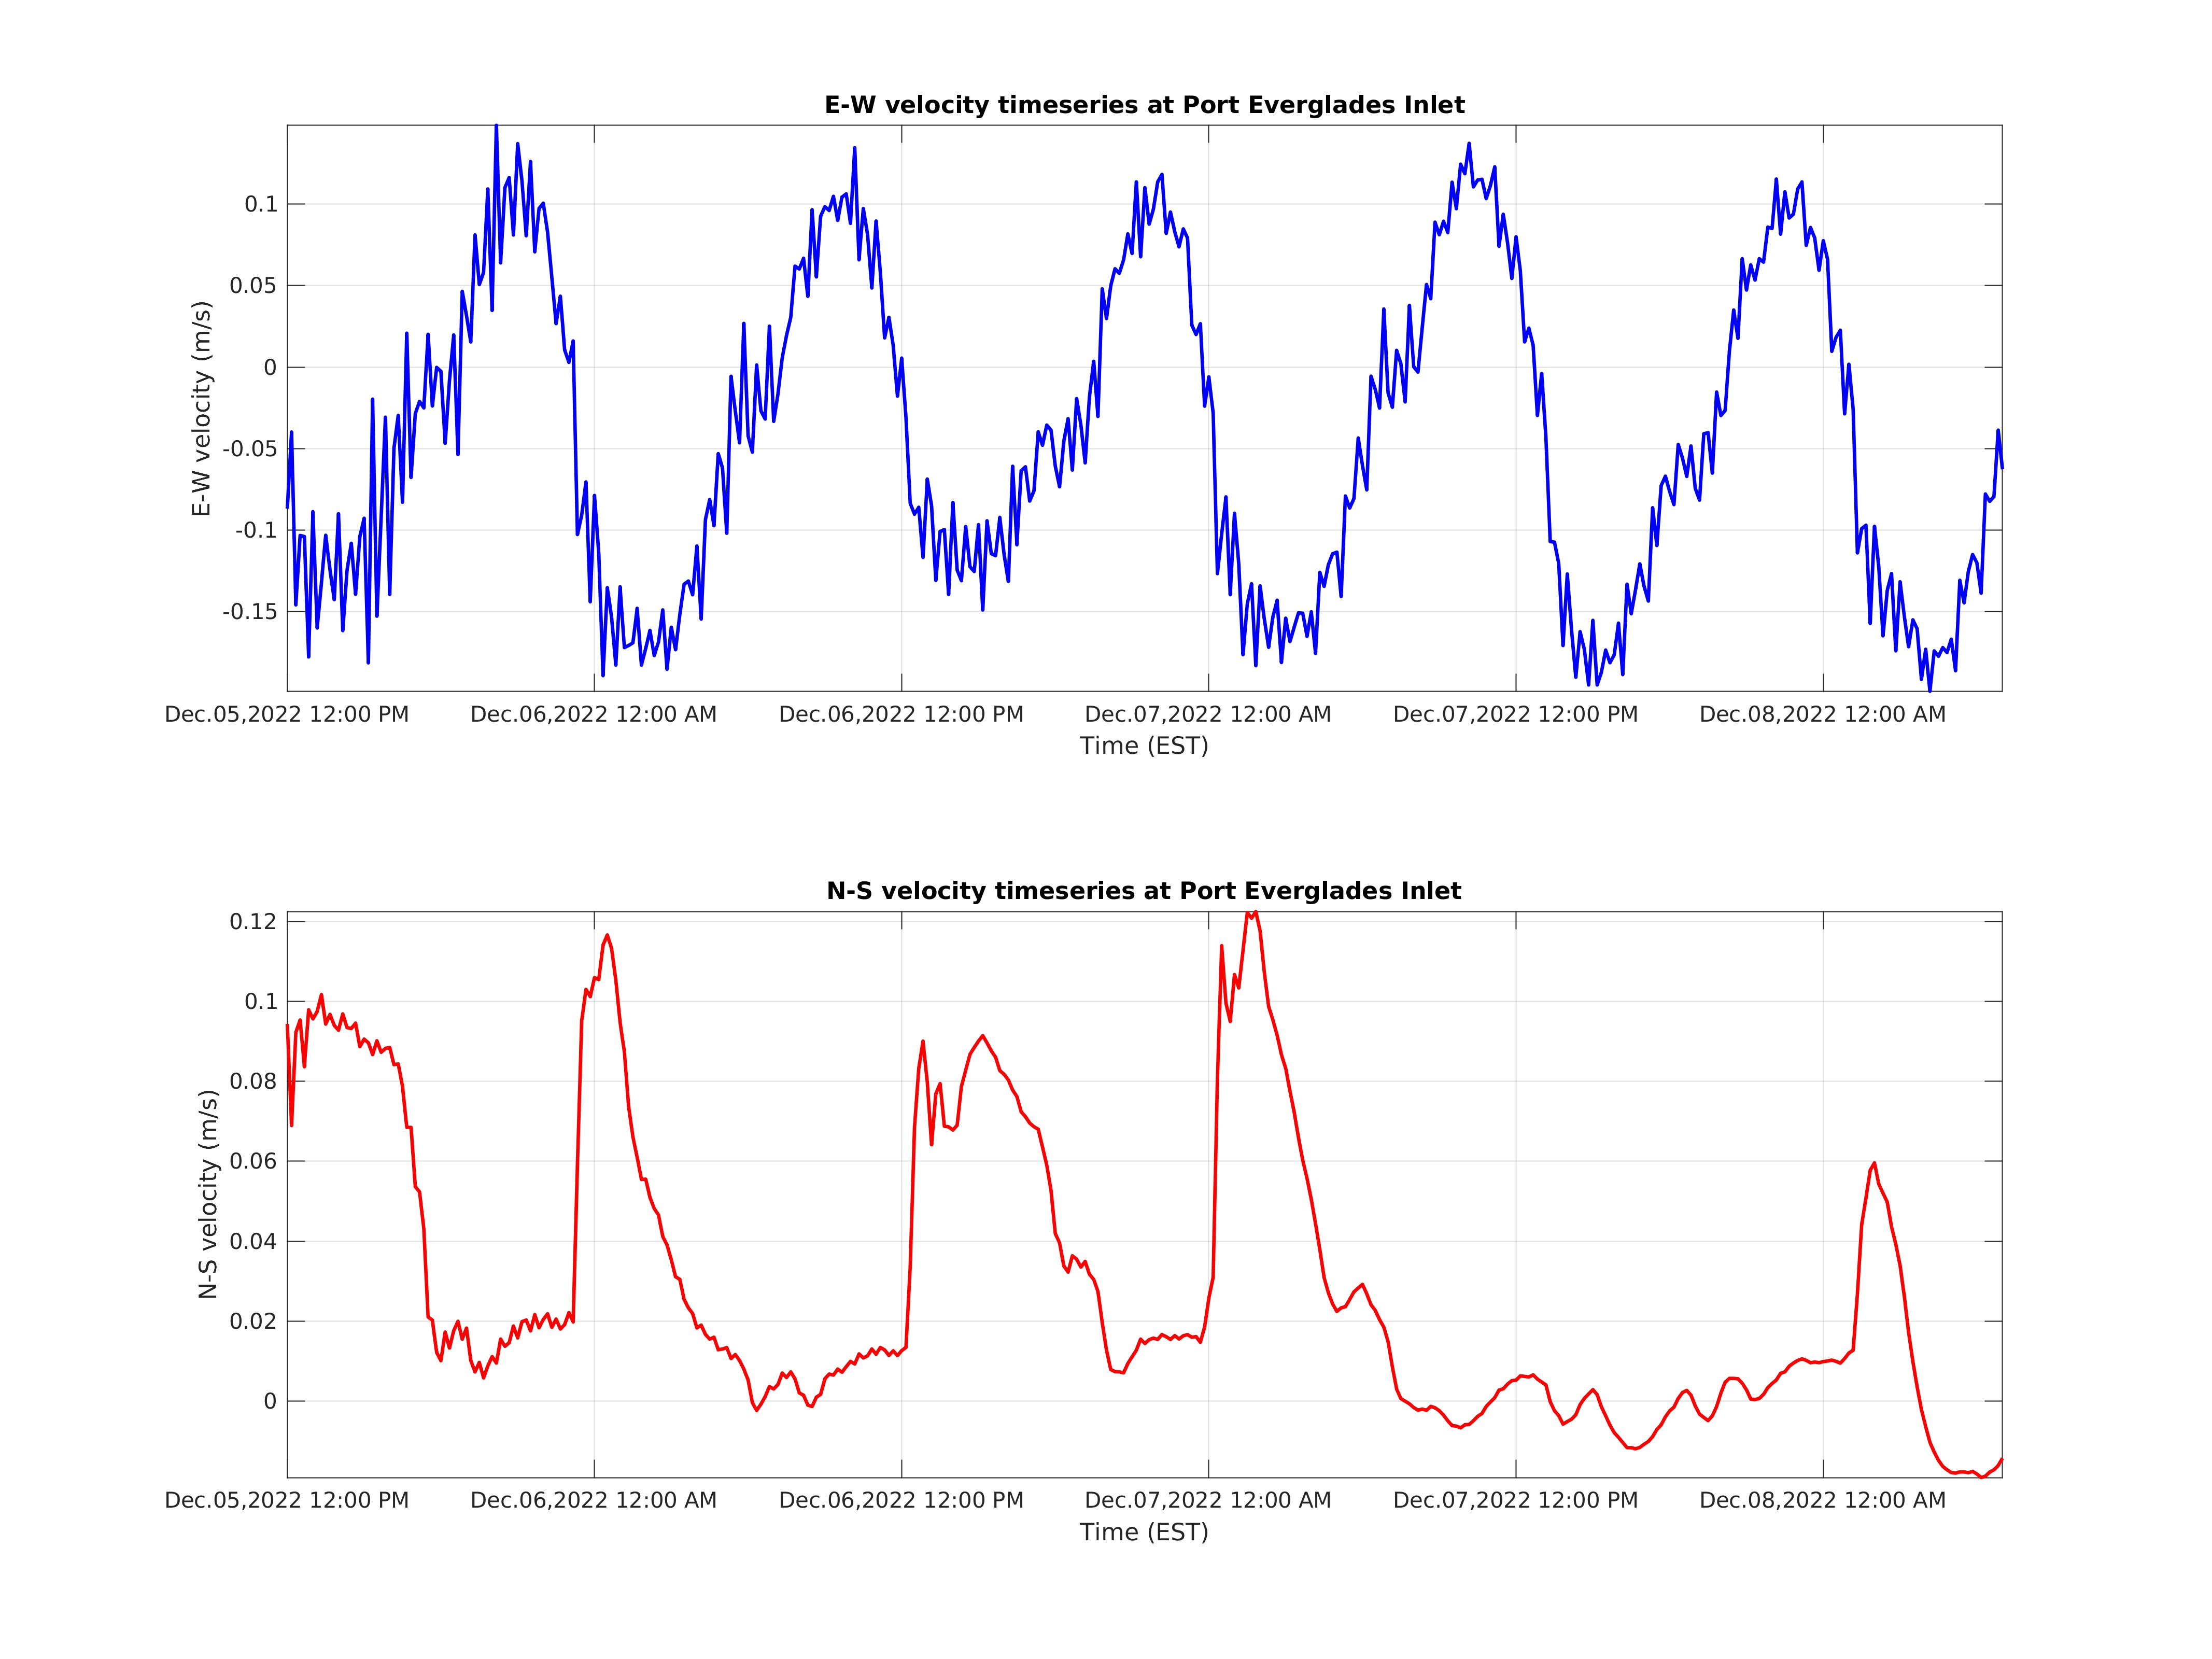 E-W velocity timeseries at Port Everglades Inlet
E-W velocity (m/s)
0.1
0.05
0
-0.05
-0.1
-0.15
Dec.05,2022 12:00 PM Dec.06,2022 12:00 AM Dec.06,2022 12:00 PM Dec.07,2022 12:00 AM Dec.07,2022 12:00 PM Dec.08,2022 12:00 AM
Time (EST)
N-S velocity timeseries at Port Everglades Inlet
N-S velocity (m/s)
0.12
0.1
0.08
0.06
0.04
0.02
0
Dec.05,2022 12:00 PM Dec.06,2022 12:00 AM Dec.06,2022 12:00 PM Dec.07,2022 12:00 AM Dec.07,2022 12:00 PM Dec.08,2022 12:00 AM
Time (EST)